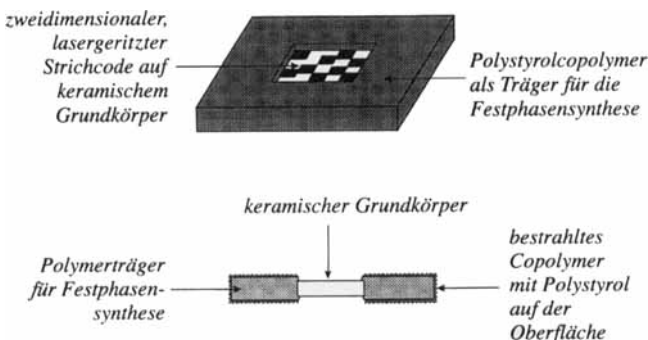 zweidimensionaler,
lasergeritzter
Strichcode auf
keramischem
Grundkörper
Polystyrolcopolymer
als Träger für die
Festphasensynthese
keramischer Grundkörper
Polymerträger
für Festphasen-
synthese
bestrahltes
Copolymer
mit Polystyrol
auf der
Oberfläche